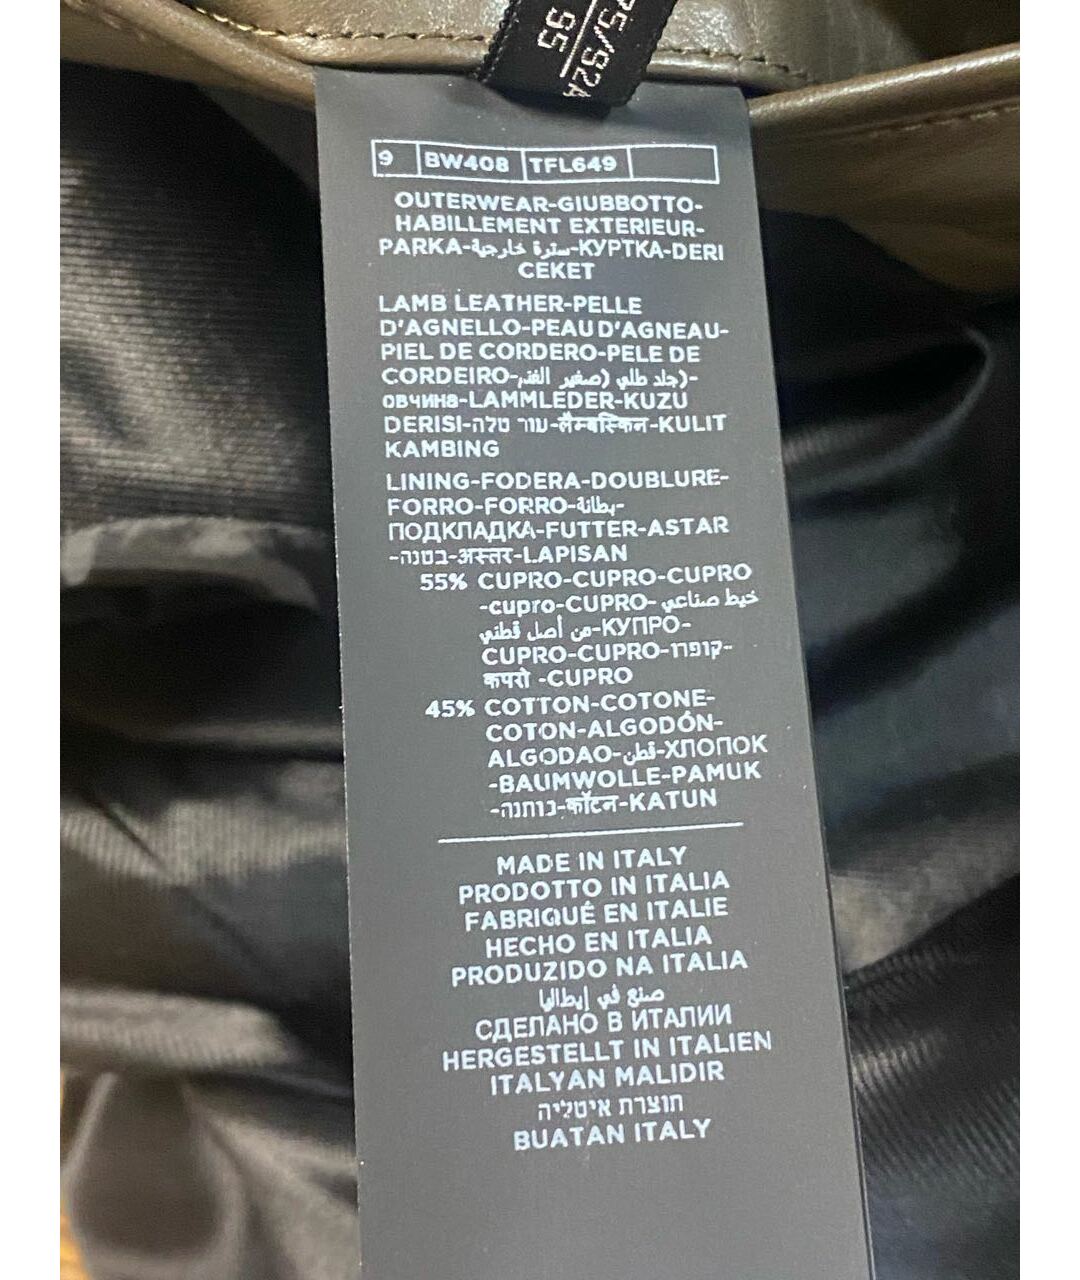 95/92A
95
9 BW408 TFL649
OUTERWEAR-GIUBBOTTO-
HABILLEMENT EXTERIEUR-
PARKA-سترة خارجية-КУРТКА-DERI
CEKET
LAMB LEATHER-PELLE
D'AGNELLO-PEAU D'AGNEAU-
PIEL DE CORDERO-PELE DE
CORDEIRO-جلد طلي (صغير الغنم)-
ОВЧИНА-LAMMLEDER-KUZU
DERISI-עור טלה-लैम्बस्किन-KULIT
KAMBING
LINING-FODERA-DOUBLURE-
FORRO-FORRO-بطانة-
ПОДКЛАДКА-FUTTER-ASTAR
-בטנה-अस्तर-LAPISAN
55% CUPRO-CUPRO-CUPRO
-cupro-CUPRO-خيط صناعي
من أصل قطني-КУПРО-
CUPRO-CUPRO-קופרו-
कपरो -CUPRO
45% COTTON-COTONE-
COTON-ALGODÓN-
ALGODAO-قطن-ХЛОПОК
-BAUMWOLLE-PAMUK
-כותנה-कॉटन-KATUN
MADE IN ITALY
PRODOTTO IN ITALIA
FABRIQUÉ EN ITALIE
HECHO EN ITALIA
PRODUZIDO NA ITALIA
صنع في إيطاليا
СДЕЛАНО В ИТАЛИИ
HERGESTELLT IN ITALIEN
ITALYAN MALIDIR
תוצרת איטליה
BUATAN ITALY